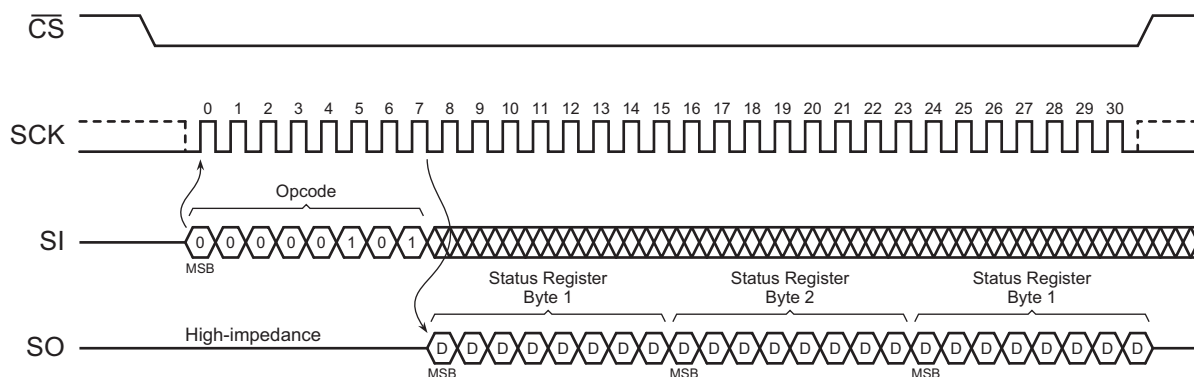 CS
0 1 2 3 4 5 6 7 8 9 10 11 12 13 14 15 16 17 18 19 20 21 22 23 24 25 26 27 28 29 30
SCK
Opcode
SI 0 0 0 0 0 1 0 1
MSB
Status Register Byte 1
Status Register Byte 2
Status Register Byte 1
High-impedance
SO D D D D D D D D D D D D D D D D D D D D D D D D
MSB MSB MSB